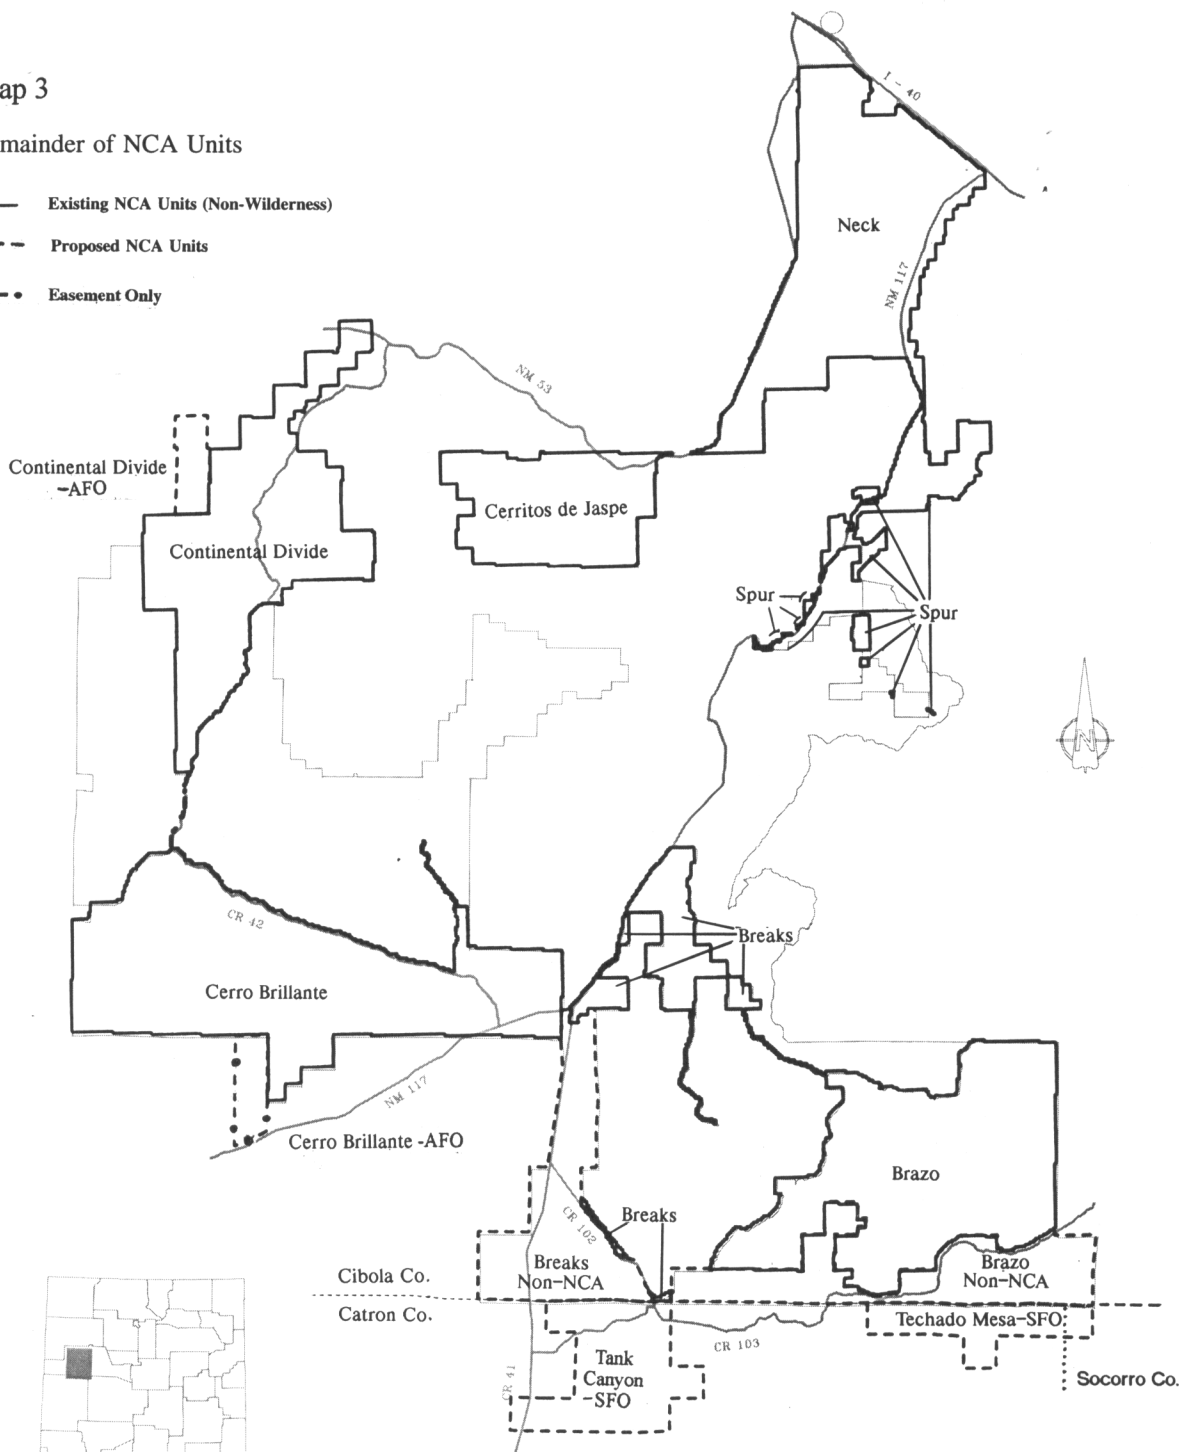 ap 3
mainder of NCA Units
Existing NCA Units (Non-Wilderness)
Proposed NCA Units
Easement Only
I - 40
Neck
NM 117
NM 53
Continental Divide
-AFO
Cerritos de Jaspe
Continental Divide
Spur
Spur
N
CR 42
Breaks
Cerro Brillante
NM 117
Cerro Brillante -AFO
Brazo
Breaks
CR 102
Breaks
Non-NCA
Brazo
Non-NCA
Cibola Co.
Catron Co.
Techado Mesa-SFO
CR 103
Tank
Canyon
-SFO
CR 41
Socorro Co.